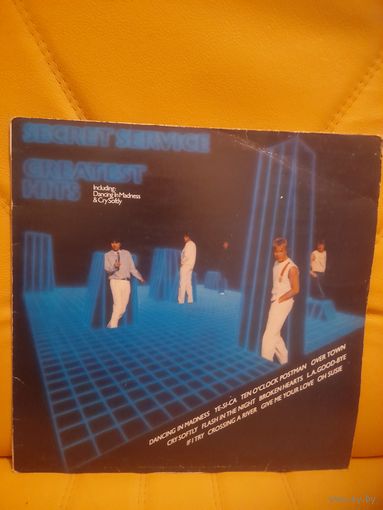 SECRET SERVICE
GREATEST
HITS
Including:
Dancing In Madness
& Cry Softly
DANCING IN MADNESS YE-SI-CA TEN O'CLOCK POSTMAN OVER TOWN
CRY SOFTLY FLASH IN THE NIGHT BROKEN HEARTS L.A. GOOD-BYE
IF I TRY CROSSING A RIVER GIVE ME YOUR LOVE OH SUSIE